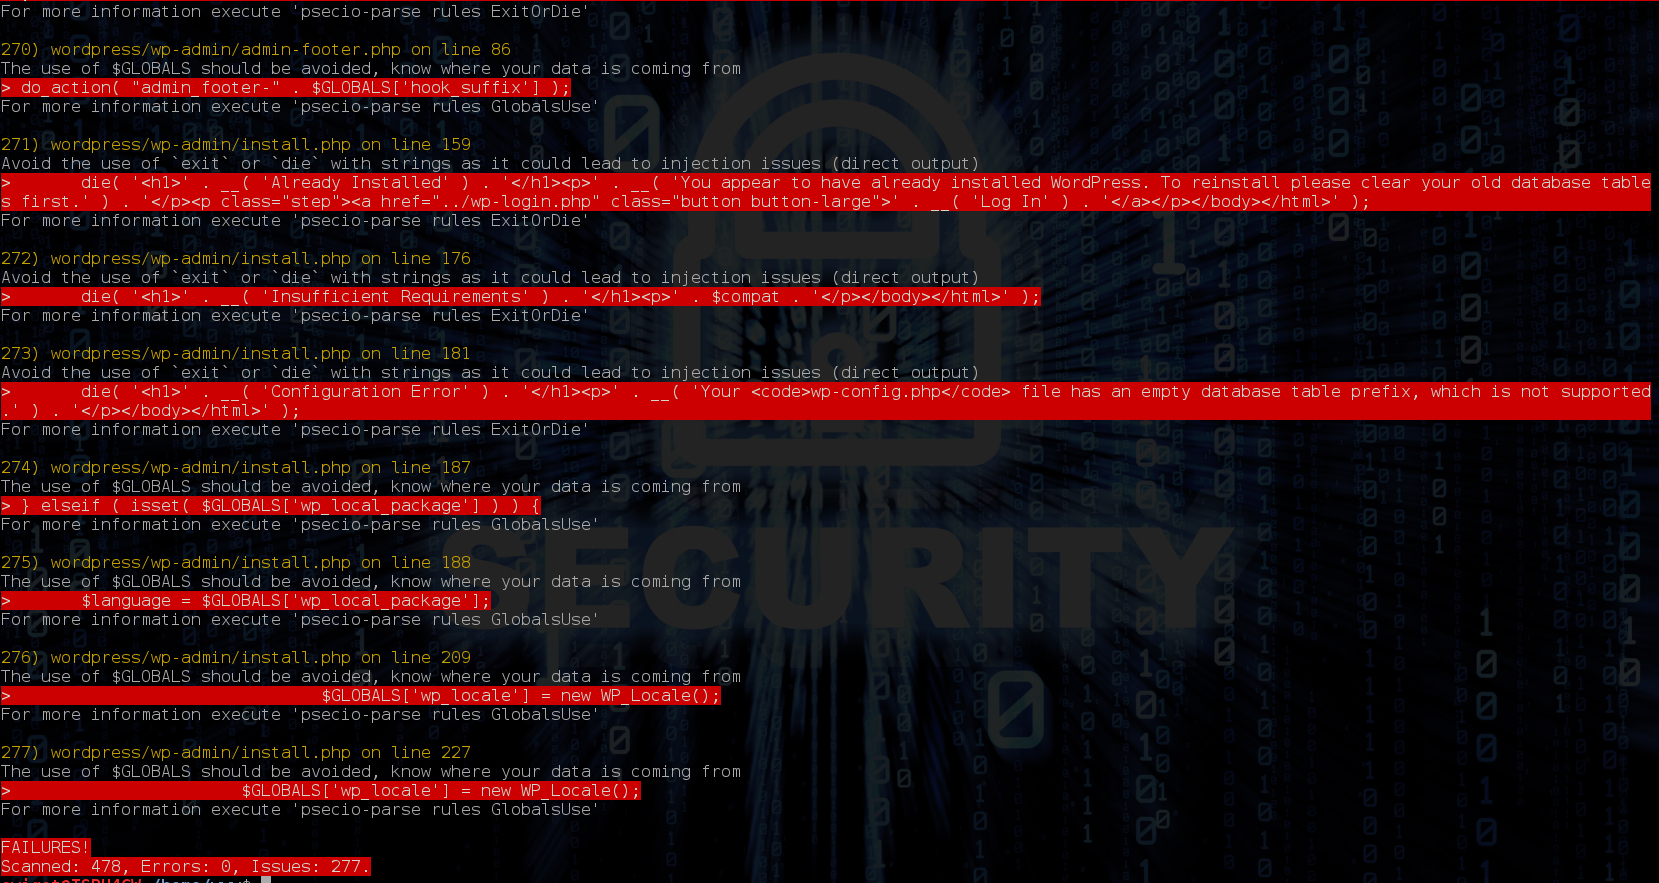 For more information execute 'psecio-parse rules ExitOrDie'
270) wordpress/wp-admin/admin-footer.php on line 86
The use of $GLOBALS should be avoided, know where your data is coming from
> do_action( "admin_footer-" . $GLOBALS['hook_suffix'] );
For more information execute 'psecio-parse rules GlobalsUse'
271) wordpress/wp-admin/install.php on line 159
Avoid the use of `exit` or `die` with strings as it could lead to injection issues (direct output)
>       die( '<h1>' . __( 'Already Installed' ) . '</h1><p>' . __( 'You appear to have already installed WordPress. To reinstall please clear your old database table
s first.' ) . '</p><p class="step"><a href="../wp-login.php" class="button button-large">' . __( 'Log In' ) . '</a></p></body></html>' );
For more information execute 'psecio-parse rules ExitOrDie'
272) wordpress/wp-admin/install.php on line 176
Avoid the use of `exit` or `die` with strings as it could lead to injection issues (direct output)
>       die( '<h1>' . __( 'Insufficient Requirements' ) . '</h1><p>' . $compat . '</p></body></html>' );
For more information execute 'psecio-parse rules ExitOrDie'
273) wordpress/wp-admin/install.php on line 181
Avoid the use of `exit` or `die` with strings as it could lead to injection issues (direct output)
>       die( '<h1>' . __( 'Configuration Error' ) . '</h1><p>' . __( 'Your <code>wp-config.php</code> file has an empty database table prefix, which is not supported
.' ) . '</p></body></html>' );
For more information execute 'psecio-parse rules ExitOrDie'
274) wordpress/wp-admin/install.php on line 187
The use of $GLOBALS should be avoided, know where your data is coming from
> } elseif ( isset( $GLOBALS['wp_local_package'] ) ) {
For more information execute 'psecio-parse rules GlobalsUse'
SECURITY
275) wordpress/wp-admin/install.php on line 188
The use of $GLOBALS should be avoided, know where your data is coming from
>       $language = $GLOBALS['wp_local_package'];
For more information execute 'psecio-parse rules GlobalsUse'
276) wordpress/wp-admin/install.php on line 209
The use of $GLOBALS should be avoided, know where your data is coming from
>                               $GLOBALS['wp_locale'] = new WP_Locale();
For more information execute 'psecio-parse rules GlobalsUse'
277) wordpress/wp-admin/install.php on line 227
The use of $GLOBALS should be avoided, know where your data is coming from
>                       $GLOBALS['wp_locale'] = new WP_Locale();
For more information execute 'psecio-parse rules GlobalsUse'
FAILURES!
Scanned: 478, Errors: 0, Issues: 277.